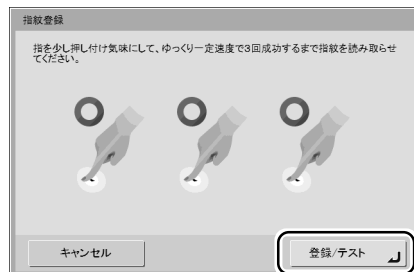 指紋登録
指を少し押し付け気味にして、ゆっくり一定速度で3回成功するまで指紋を読み取らせ
てください。
キャンセル
登録/テスト